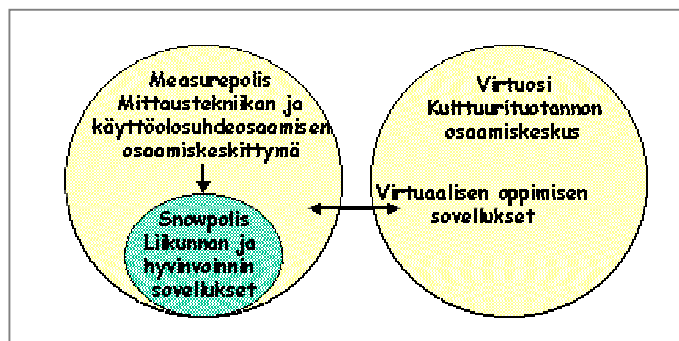 Measurepolis
Mittaustekniikan ja
käyttöolosuhdeosaamisen
osaamiskeskittymä
Snowpolis
Liikunnan ja
hyvinvoinnin
sovellukset
Virtuosi
Kulttuurituotannon
osaamiskeskus
Virtuaalisen oppimisen
sovellukset